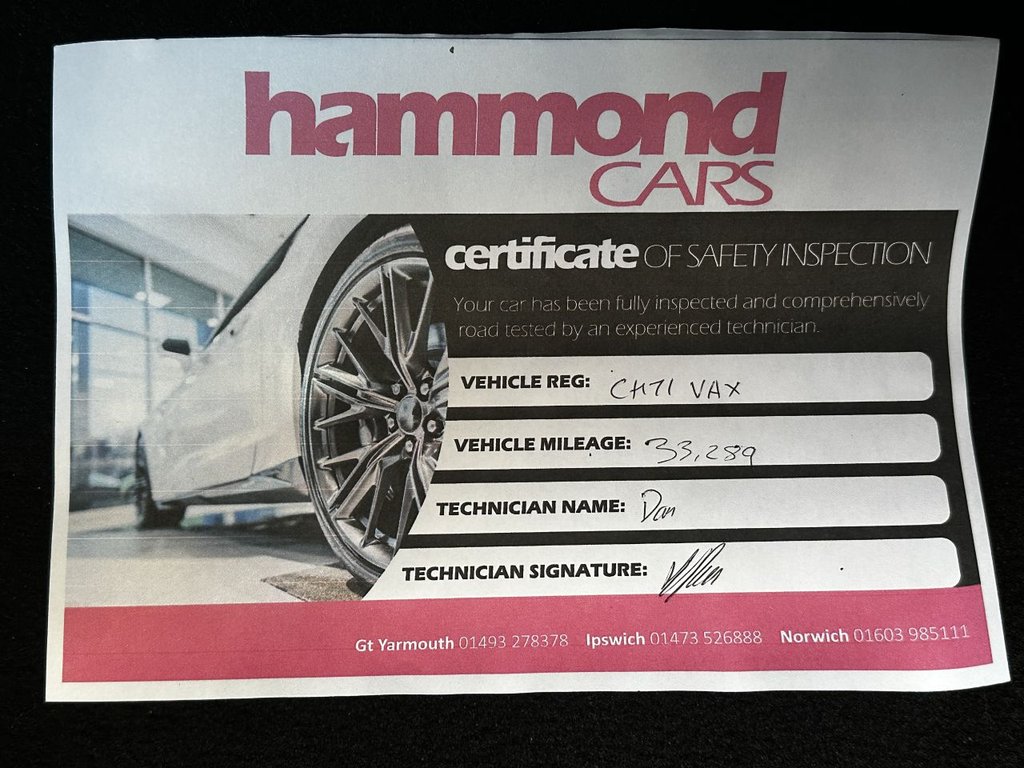 hammond
CARS
certificate OF SAFETY INSPECTION
Your car has been fully inspected and comprehensively
road tested by an experienced technician.
VEHICLE REG: CH71 VAX
VEHICLE MILEAGE: 33,289
TECHNICIAN NAME: Dan
TECHNICIAN SIGNATURE:
Gt Yarmouth 01493 278378 Ipswich 01473 526888 Norwich 01603 985111